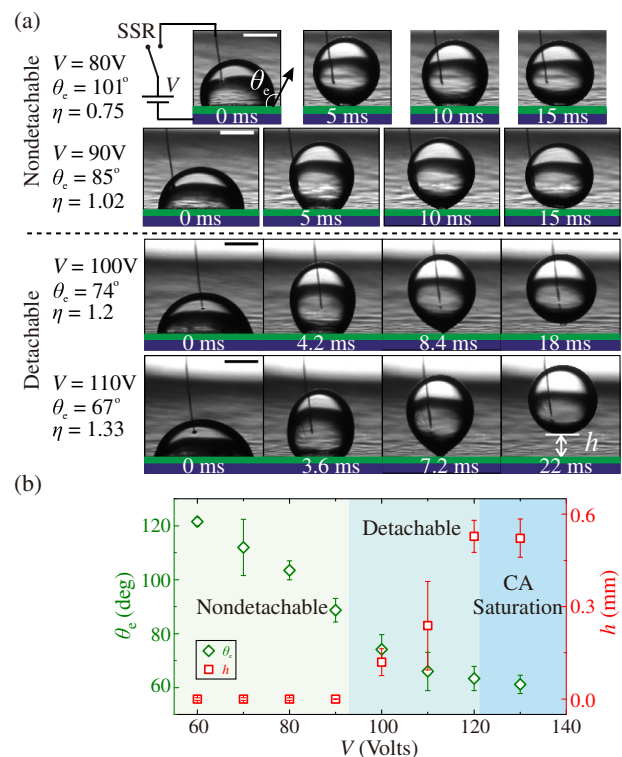 (a)
SSR
V
Nondetachable
V = 80V
θe = 101°
η = 0.75
θe
0 ms
5 ms
10 ms
15 ms
V = 90V
θe = 85°
η = 1.02
0 ms
5 ms
10 ms
15 ms
Detachable
V = 100V
θe = 74°
η = 1.2
0 ms
4.2 ms
8.4 ms
18 ms
V = 110V
θe = 67°
η = 1.33
0 ms
3.6 ms
7.2 ms
22 ms
h
(b)
θe (deg)
120
100
80
60
Nondetachable
Detachable
CA
Saturation
θe
h
0.6
0.3
0.0
h (mm)
60
80
100
120
140
V (Volts)